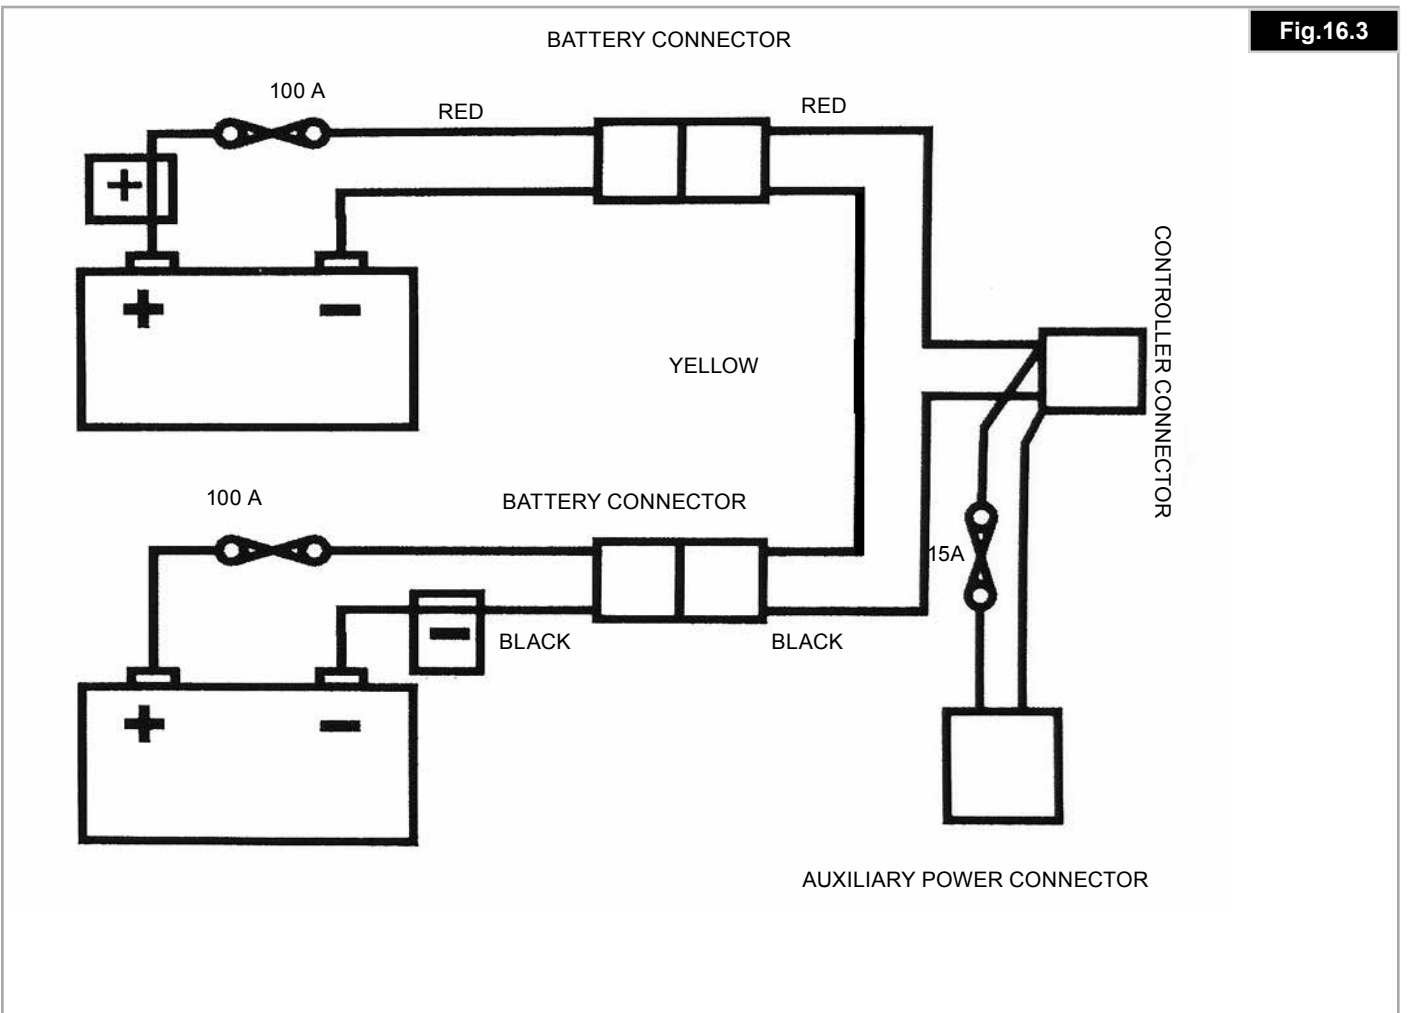 Fig.16.3
BATTERY CONNECTOR
100 A
RED
RED
+
+
−
YELLOW
CONTROLLER CONNECTOR
100 A
BATTERY CONNECTOR
15A
−
BLACK
BLACK
+
−
AUXILIARY POWER CONNECTOR